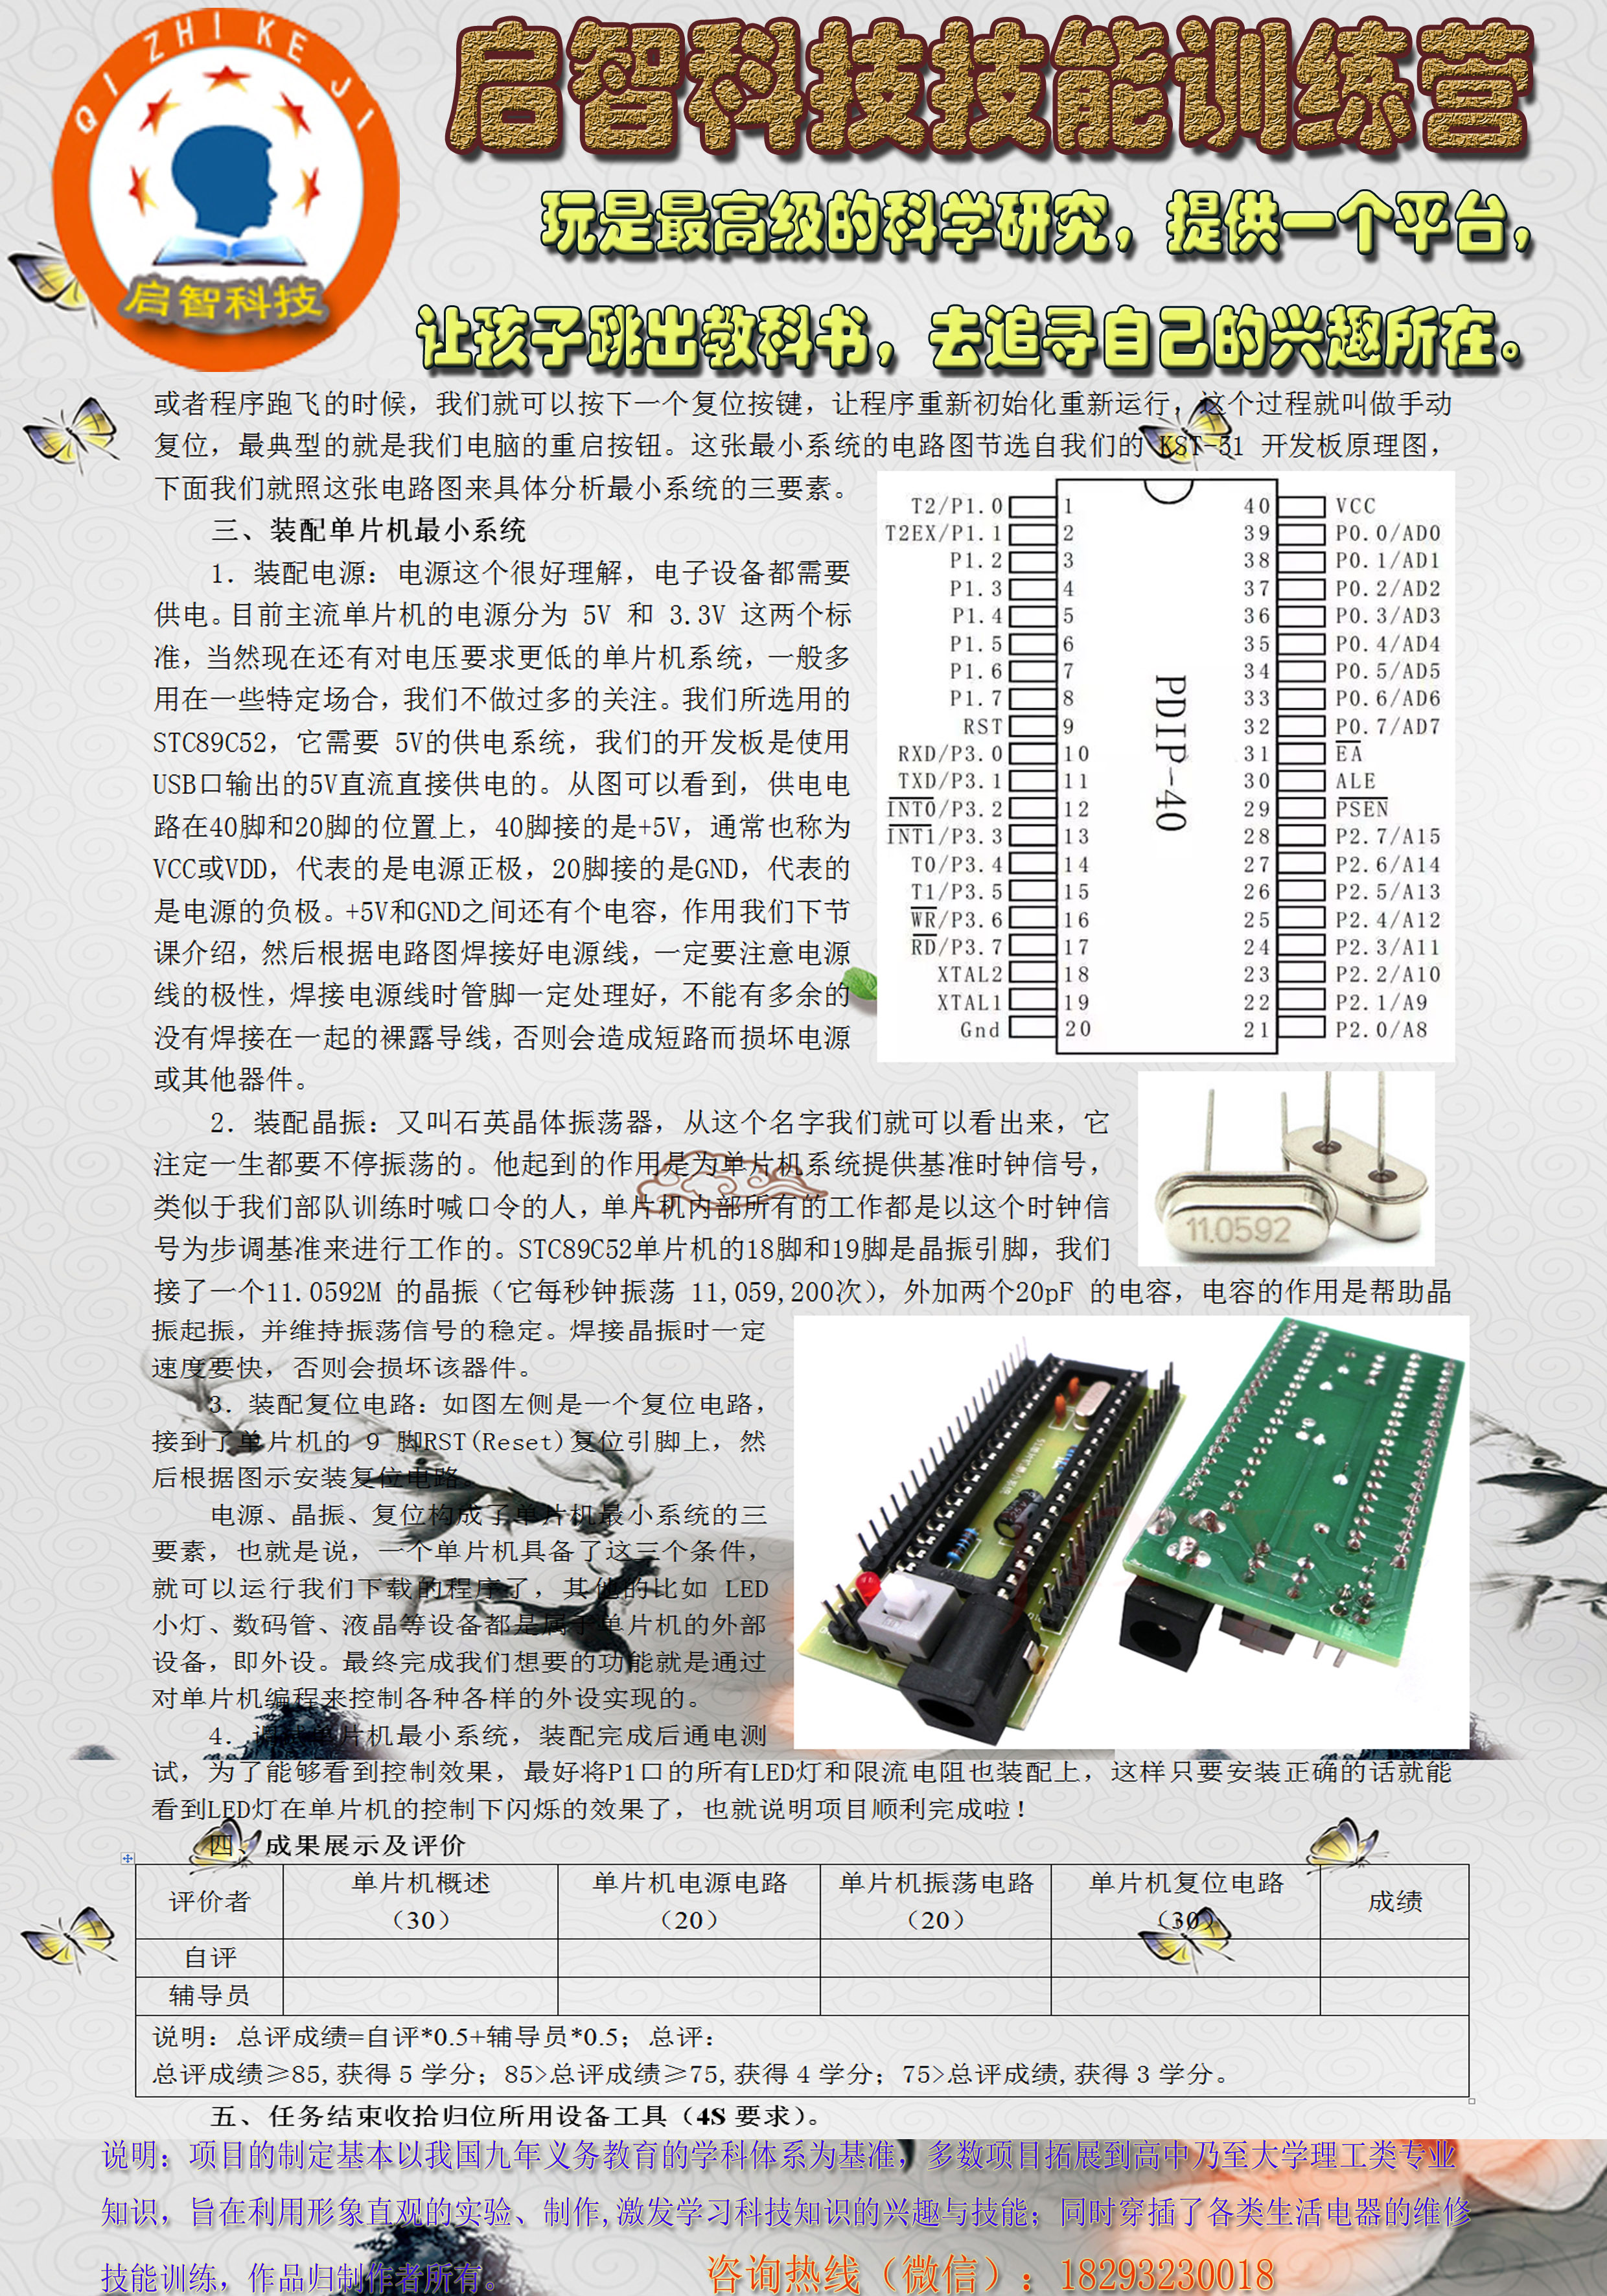 QI ZHI KE JI
启智科技
启智科技技能训练营
玩是最高级的科学研究，提供一个平台，
让孩子跳出教科书，去追寻自己的兴趣所在。
或者程序跑飞的时候，我们就可以按下一个复位按键，让程序重新初始化重新运行，这个过程就叫做手动
复位，最典型的就是我们电脑的重启按钮。这张最小系统的电路图节选自我们的 KST-51 开发板原理图，
下面我们就照这张电路图来具体分析最小系统的三要素。
三、装配单片机最小系统
1．装配电源：电源这个很好理解，电子设备都需要
供电。目前主流单片机的电源分为 5V 和 3.3V 这两个标
准，当然现在还有对电压要求更低的单片机系统，一般多
用在一些特定场合，我们不做过多的关注。我们所选用的
STC89C52，它需要 5V的供电系统，我们的开发板是使用
USB口输出的5V直流直接供电的。从图可以看到，供电电
路在40脚和20脚的位置上，40脚接的是+5V，通常也称为
VCC或VDD，代表的是电源正极，20脚接的是GND，代表的
是电源的负极。+5V和GND之间还有个电容，作用我们下节
课介绍，然后根据电路图焊接好电源线，一定要注意电源
线的极性，焊接电源线时管脚一定处理好，不能有多余的
没有焊接在一起的裸露导线，否则会造成短路而损坏电源
或其他器件。
T2/P1.0 1 40 VCC
T2EX/P1.1 2 39 P0.0/AD0
P1.2 3 38 P0.1/AD1
P1.3 4 37 P0.2/AD2
P1.4 5 36 P0.3/AD3
P1.5 6 35 P0.4/AD4
P1.6 7 34 P0.5/AD5
P1.7 8 33 P0.6/AD6
RST 9 32 P0.7/AD7
RXD/P3.0 10 31 EA
TXD/P3.1 11 30 ALE
INT0/P3.2 12 29 PSEN
INT1/P3.3 13 28 P2.7/A15
T0/P3.4 14 27 P2.6/A14
T1/P3.5 15 26 P2.5/A13
WR/P3.6 16 25 P2.4/A12
RD/P3.7 17 24 P2.3/A11
XTAL2 18 23 P2.2/A10
XTAL1 19 22 P2.1/A9
Gnd 20 21 P2.0/A8
PDIP-40
2．装配晶振：又叫石英晶体振荡器，从这个名字我们就可以看出来，它
注定一生都要不停振荡的。他起到的作用是为单片机系统提供基准时钟信号，
类似于我们部队训练时喊口令的人，单片机内部所有的工作都是以这个时钟信
号为步调基准来进行工作的。STC89C52单片机的18脚和19脚是晶振引脚，我们
接了一个11.0592M 的晶振（它每秒钟振荡 11,059,200次），外加两个20pF 的电容，电容的作用是帮助晶
振起振，并维持振荡信号的稳定。焊接晶振时一定
速度要快，否则会损坏该器件。
11.0592
3．装配复位电路：如图左侧是一个复位电路，
接到了单片机的 9 脚RST(Reset)复位引脚上，然
后根据图示安装复位电路。
电源、晶振、复位构成了单片机最小系统的三
要素，也就是说，一个单片机具备了这三个条件，
就可以运行我们下载的程序了，其他的比如 LED
小灯、数码管、液晶等设备都是属于单片机的外部
设备，即外设。最终完成我们想要的功能就是通过
对单片机编程来控制各种各样的外设实现的。
4．调试单片机最小系统，装配完成后通电测
试，为了能够看到控制效果，最好将P1口的所有LED灯和限流电阻也装配上，这样只要安装正确的话就能
看到LED灯在单片机的控制下闪烁的效果了，也就说明项目顺利完成啦！
四、成果展示及评价
评价者 单片机概述（30） 单片机电源电路（20） 单片机振荡电路（20） 单片机复位电路（30） 成绩
自评
辅导员
说明：总评成绩=自评*0.5+辅导员*0.5；总评：
总评成绩≥85,获得 5 学分；85>总评成绩≥75,获得 4 学分；75>总评成绩,获得 3 学分。
五、任务结束收拾归位所用设备工具（4S 要求）。
说明：项目的制定基本以我国九年义务教育的学科体系为基准，多数项目拓展到高中乃至大学理工类专业
知识，旨在利用形象直观的实验、制作,激发学习科技知识的兴趣与技能；同时穿插了各类生活电器的维修
技能训练，作品归制作者所有。
咨询热线（微信）：18293230018